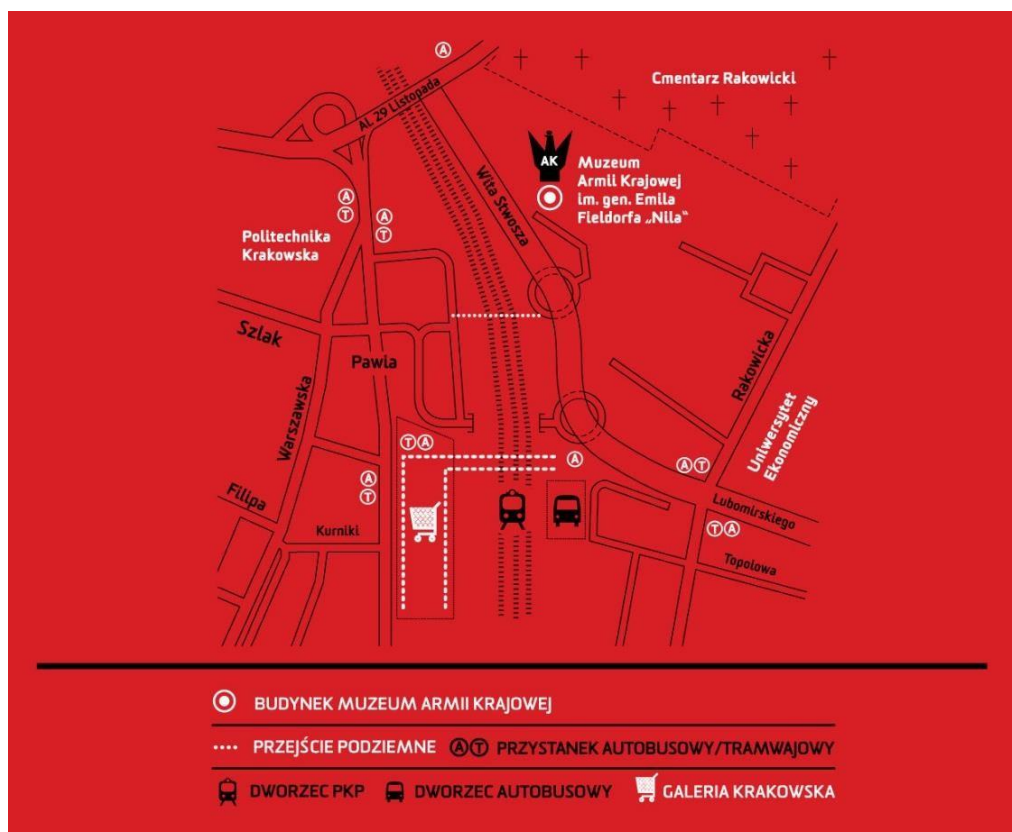 A
Al. 29 Listopada
Cmentarz Rakowicki
AK
Muzeum
Armii Krajowej
im. gen. Emila
Fieldorfa „Nila“
Wita Stwosza
A
T
A
T
Politechnika
Krakowska
Szlak
Pawia
Warszawska
Rakowicka
Uniwersytet
Ekonomiczny
T A
A
A T
A
T
Filipa
Kurniki
Lubomirskiego
T A
Topolowa
BUDYNEK MUZEUM ARMII KRAJOWEJ
PRZEJŚCIE PODZIEMNE A T PRZYSTANEK AUTOBUSOWY/TRAMWAJOWY
DWORZEC PKP DWORZEC AUTOBUSOWY GALERIA KRAKOWSKA